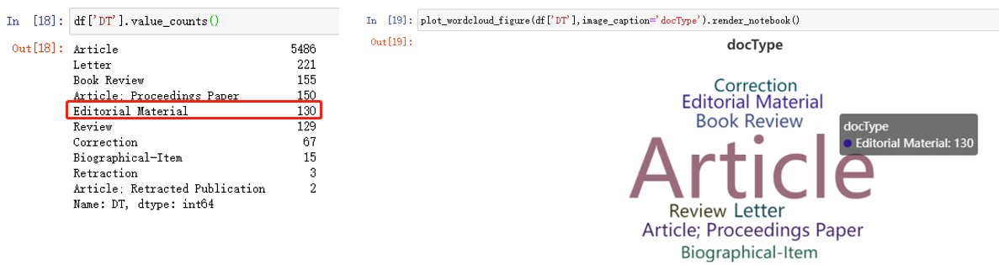 In [18]: df['DT'].value_counts()
Out[18]: Article 5486
Letter 221
Book Review 155
Article; Proceedings Paper 150
Editorial Material 130
Review 129
Correction 67
Biographical-Item 15
Retraction 3
Article; Retracted Publication 2
Name: DT, dtype: int64
In [19]: plot_wordcloud_figure(df['DT'],image_caption='docType').render_notebook()
Out[19]:
docType
Correction
Editorial Material
Book Review
docType
Editorial Material: 130
Article
Review Letter
Article; Proceedings Paper
Biographical-Item